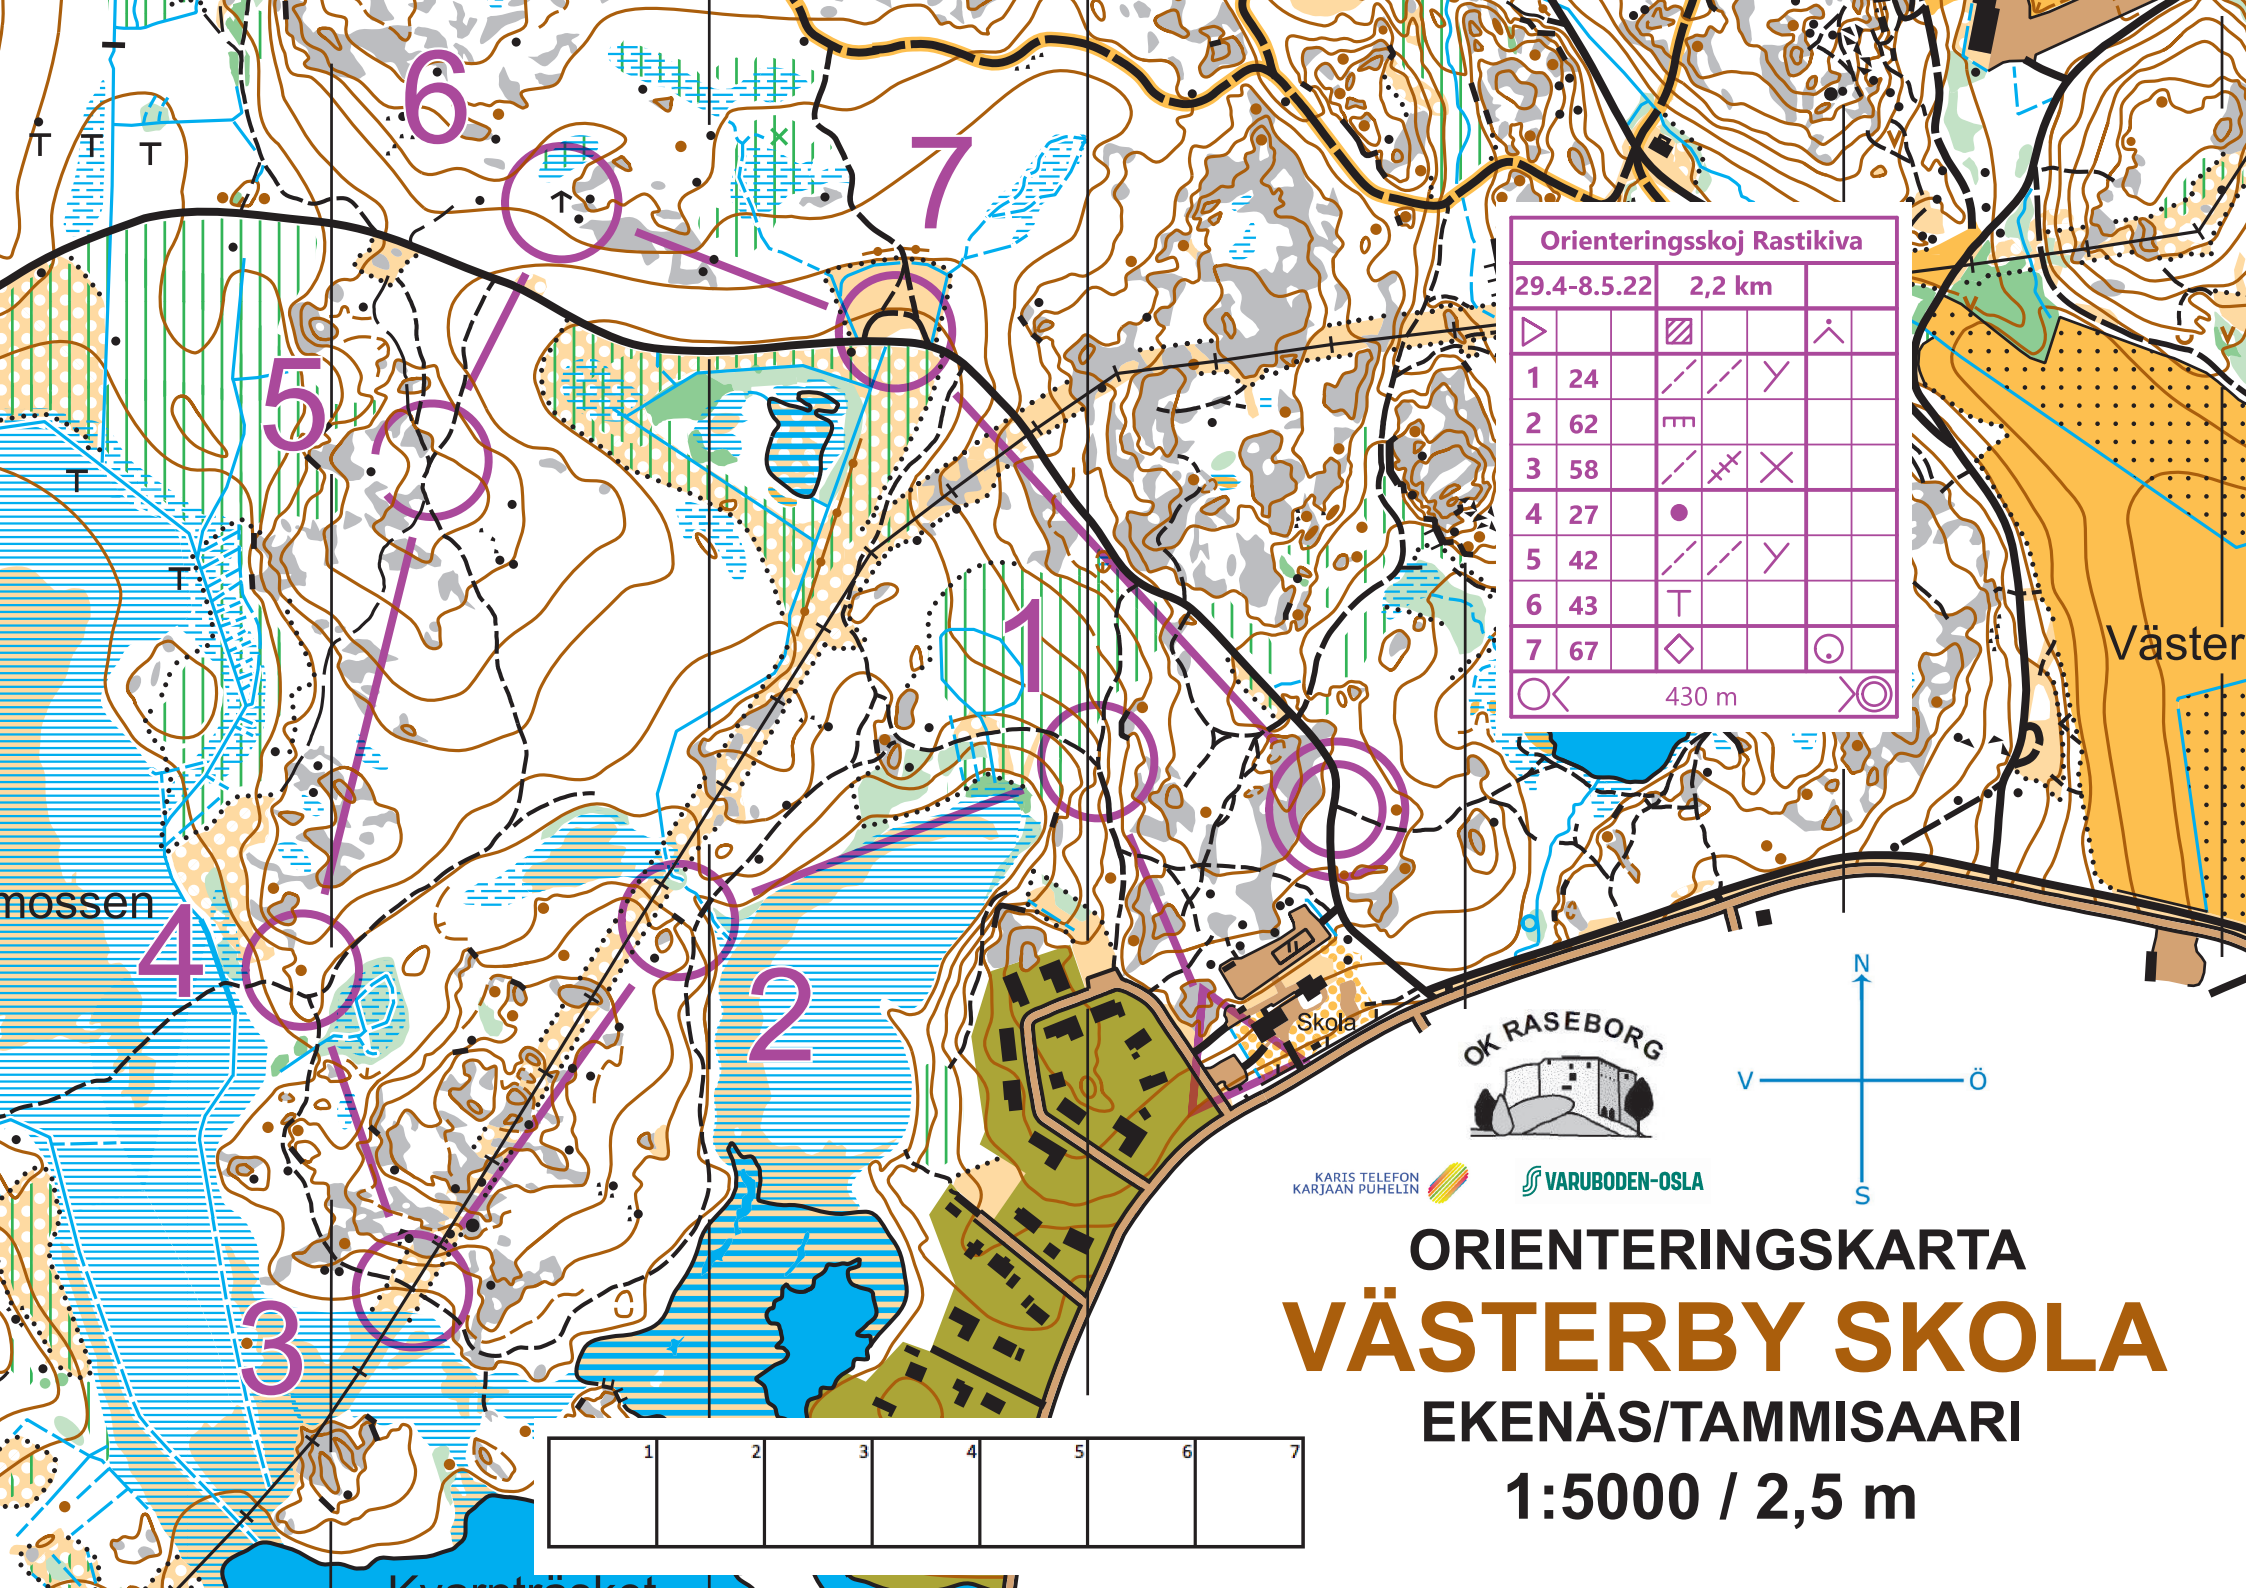 6
7
5
1
4
2
3
mossen
Väster
Skola
Orienteringsskoj Rastikiva
29.4-8.5.22 2,2 km
1 24
2 62
3 58
4 27
5 42
6 43
7 67
430 m
N
V Ö
S
OK RASEBORG
KARIS TELEFON
KARJAAN PUHELIN
VARUBODEN-OSLA
ORIENTERINGSKARTA
VÄSTERBY SKOLA
EKENÄS/TAMMISAARI
1:5000 / 2,5 m
1 2 3 4 5 6 7